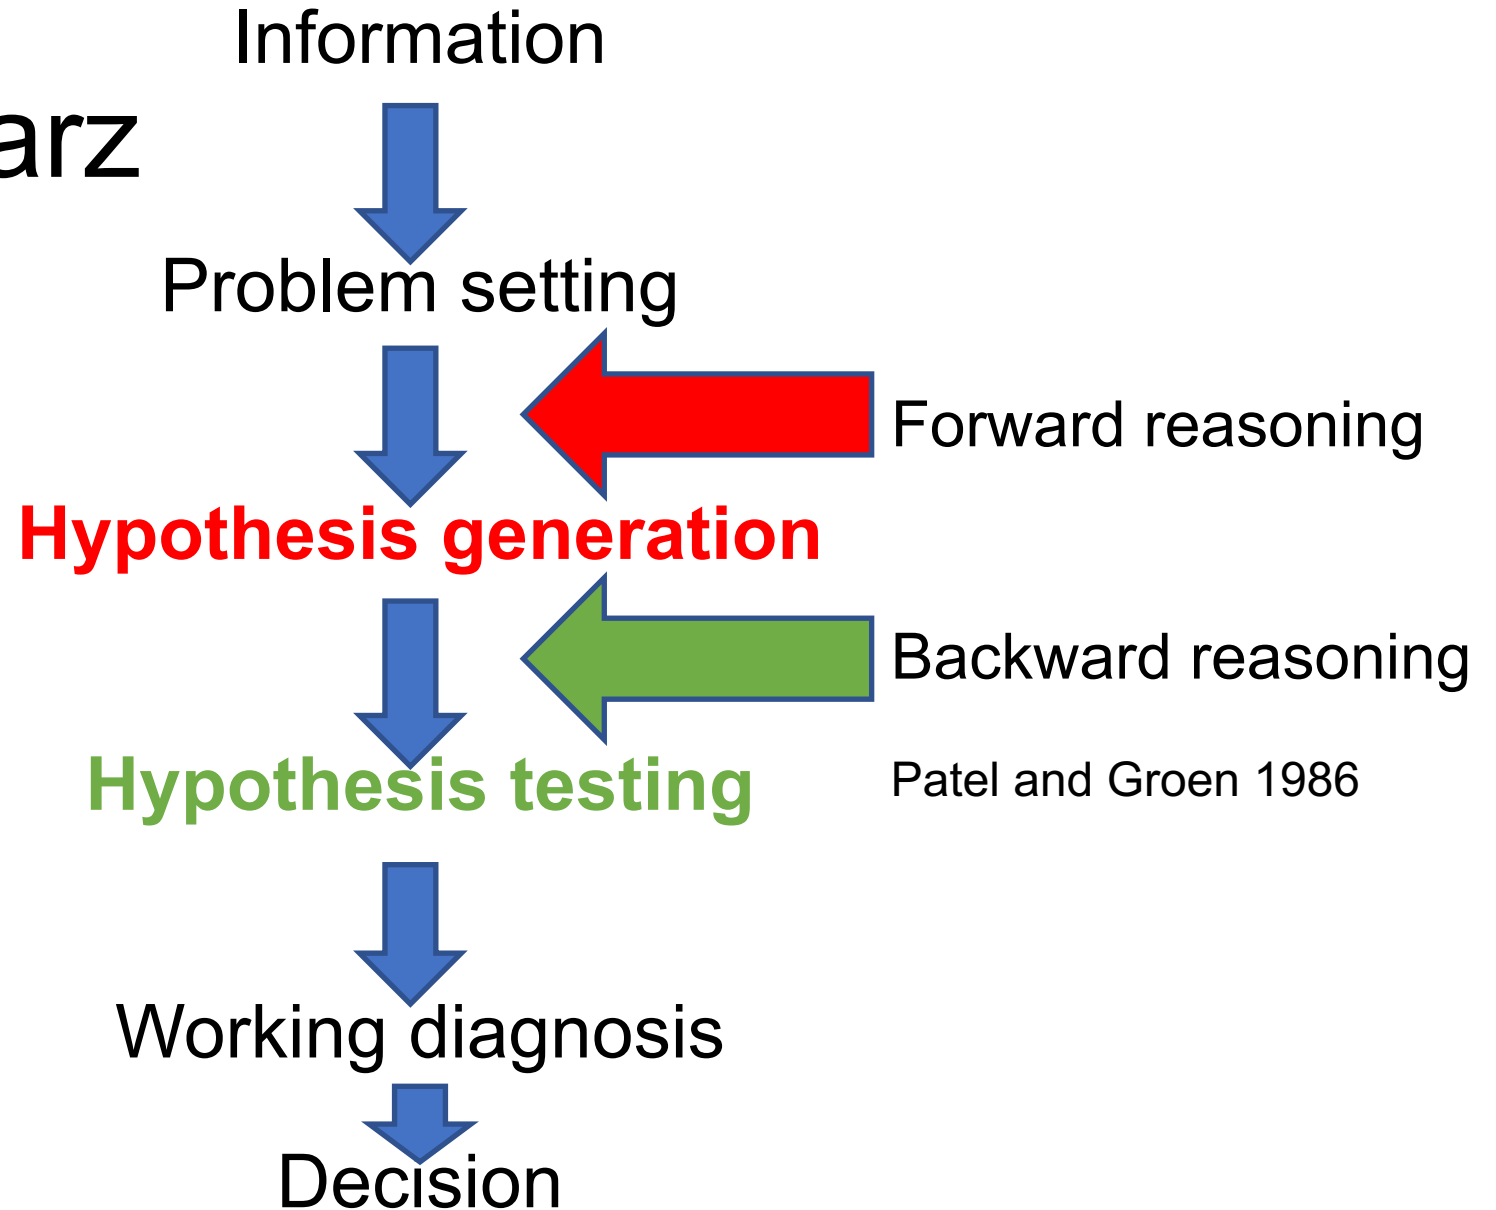 Information
arz
Problem setting
Forward reasoning
Hypothesis generation
Backward reasoning
Hypothesis testing
Patel and Groen 1986
Working diagnosis
Decision